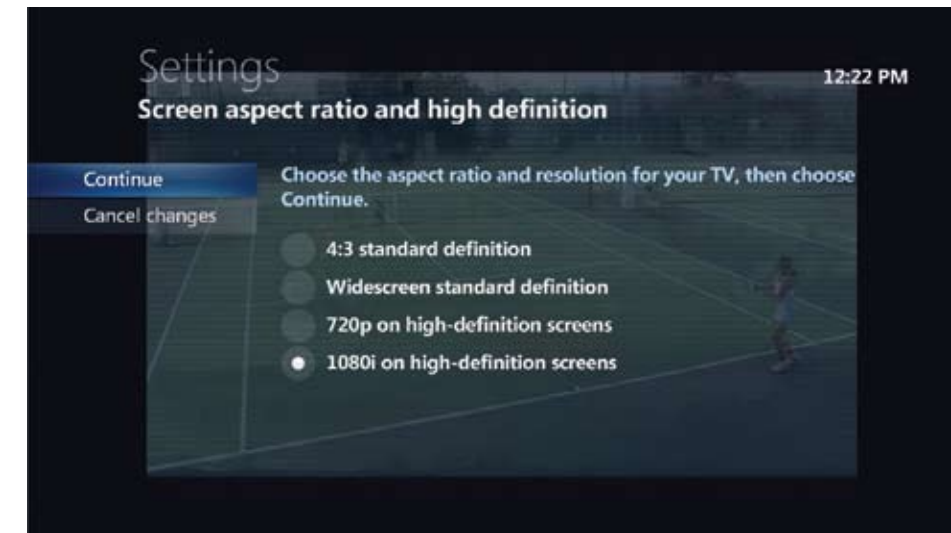 Settings
12:22 PM
Screen aspect ratio and high definition
Continue
Cancel changes
Choose the aspect ratio and resolution for your TV, then choose
Continue.
4:3 standard definition
Widescreen standard definition
720p on high-definition screens
1080i on high-definition screens